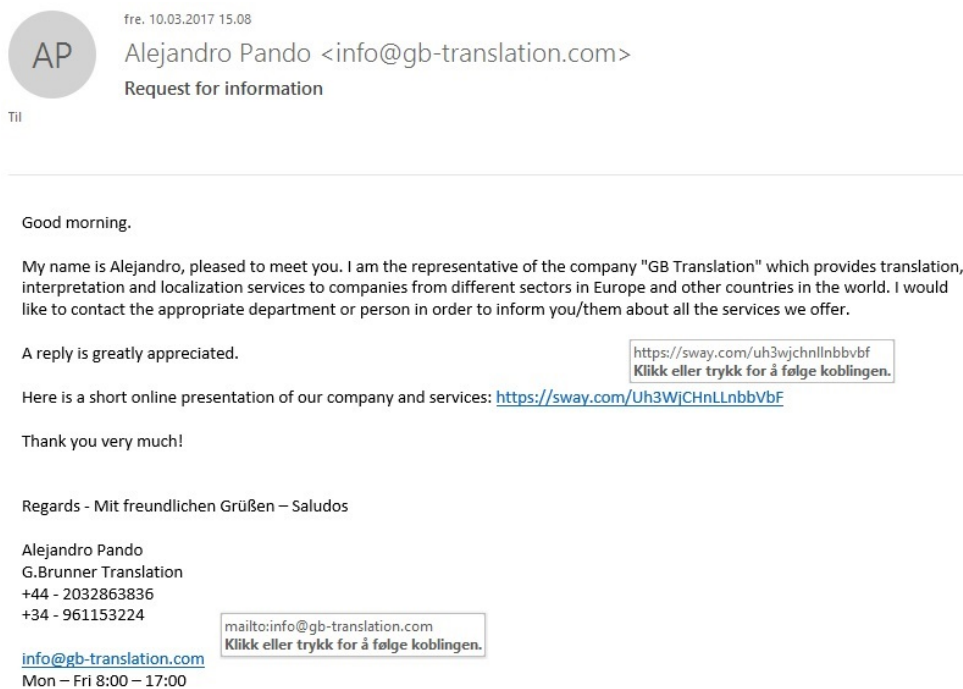 AP
fre. 10.03.2017 15.08
Alejandro Pando <info@gb-translation.com>
Request for information
Til
Good morning.
My name is Alejandro, pleased to meet you. I am the representative of the company "GB Translation" which provides translation,
interpretation and localization services to companies from different sectors in Europe and other countries in the world. I would
like to contact the appropriate department or person in order to inform you/them about all the services we offer.
A reply is greatly appreciated.
https://sway.com/uh3wjchnllnbbvbf
Klikk eller trykk for å følge koblingen.
Here is a short online presentation of our company and services: https://sway.com/Uh3WjCHnLLnbbVbF
Thank you very much!
Regards - Mit freundlichen Grüßen – Saludos
Alejandro Pando
G.Brunner Translation
+44 - 2032863836
+34 - 961153224
mailto:info@gb-translation.com
Klikk eller trykk for å følge koblingen.
info@gb-translation.com
Mon – Fri 8:00 – 17:00